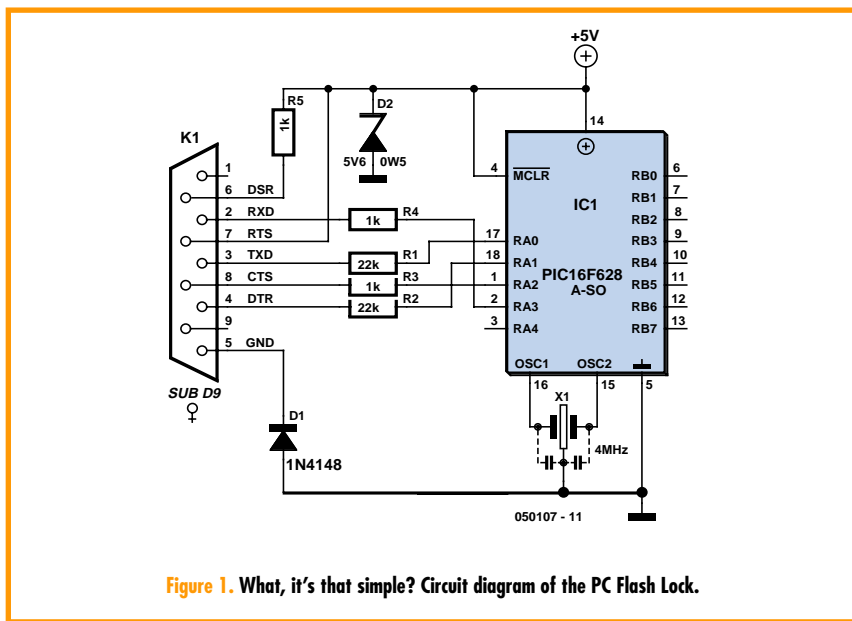 +5V
R5
1k
D2
5V6 0W5
K1
1
6 DSR
2 RXD
7 RTS
3 TXD
8 CTS
4 DTR
9
5 GND
SUB D9
1k R4
22k R1
1k R3
22k R2
D1
1N4148
14
4 MCLR
IC1
PIC16F628
A-SO
17 RA0
18 RA1
1 RA2
2 RA3
3 RA4
RB0 6
RB1 7
RB2 8
RB3 9
RB4 10
RB5 11
RB6 12
RB7 13
OSC1 OSC2
16 15 5
X1
4MHz
050107 - 11
Figure 1. What, it's that simple? Circuit diagram of the PC Flash Lock.